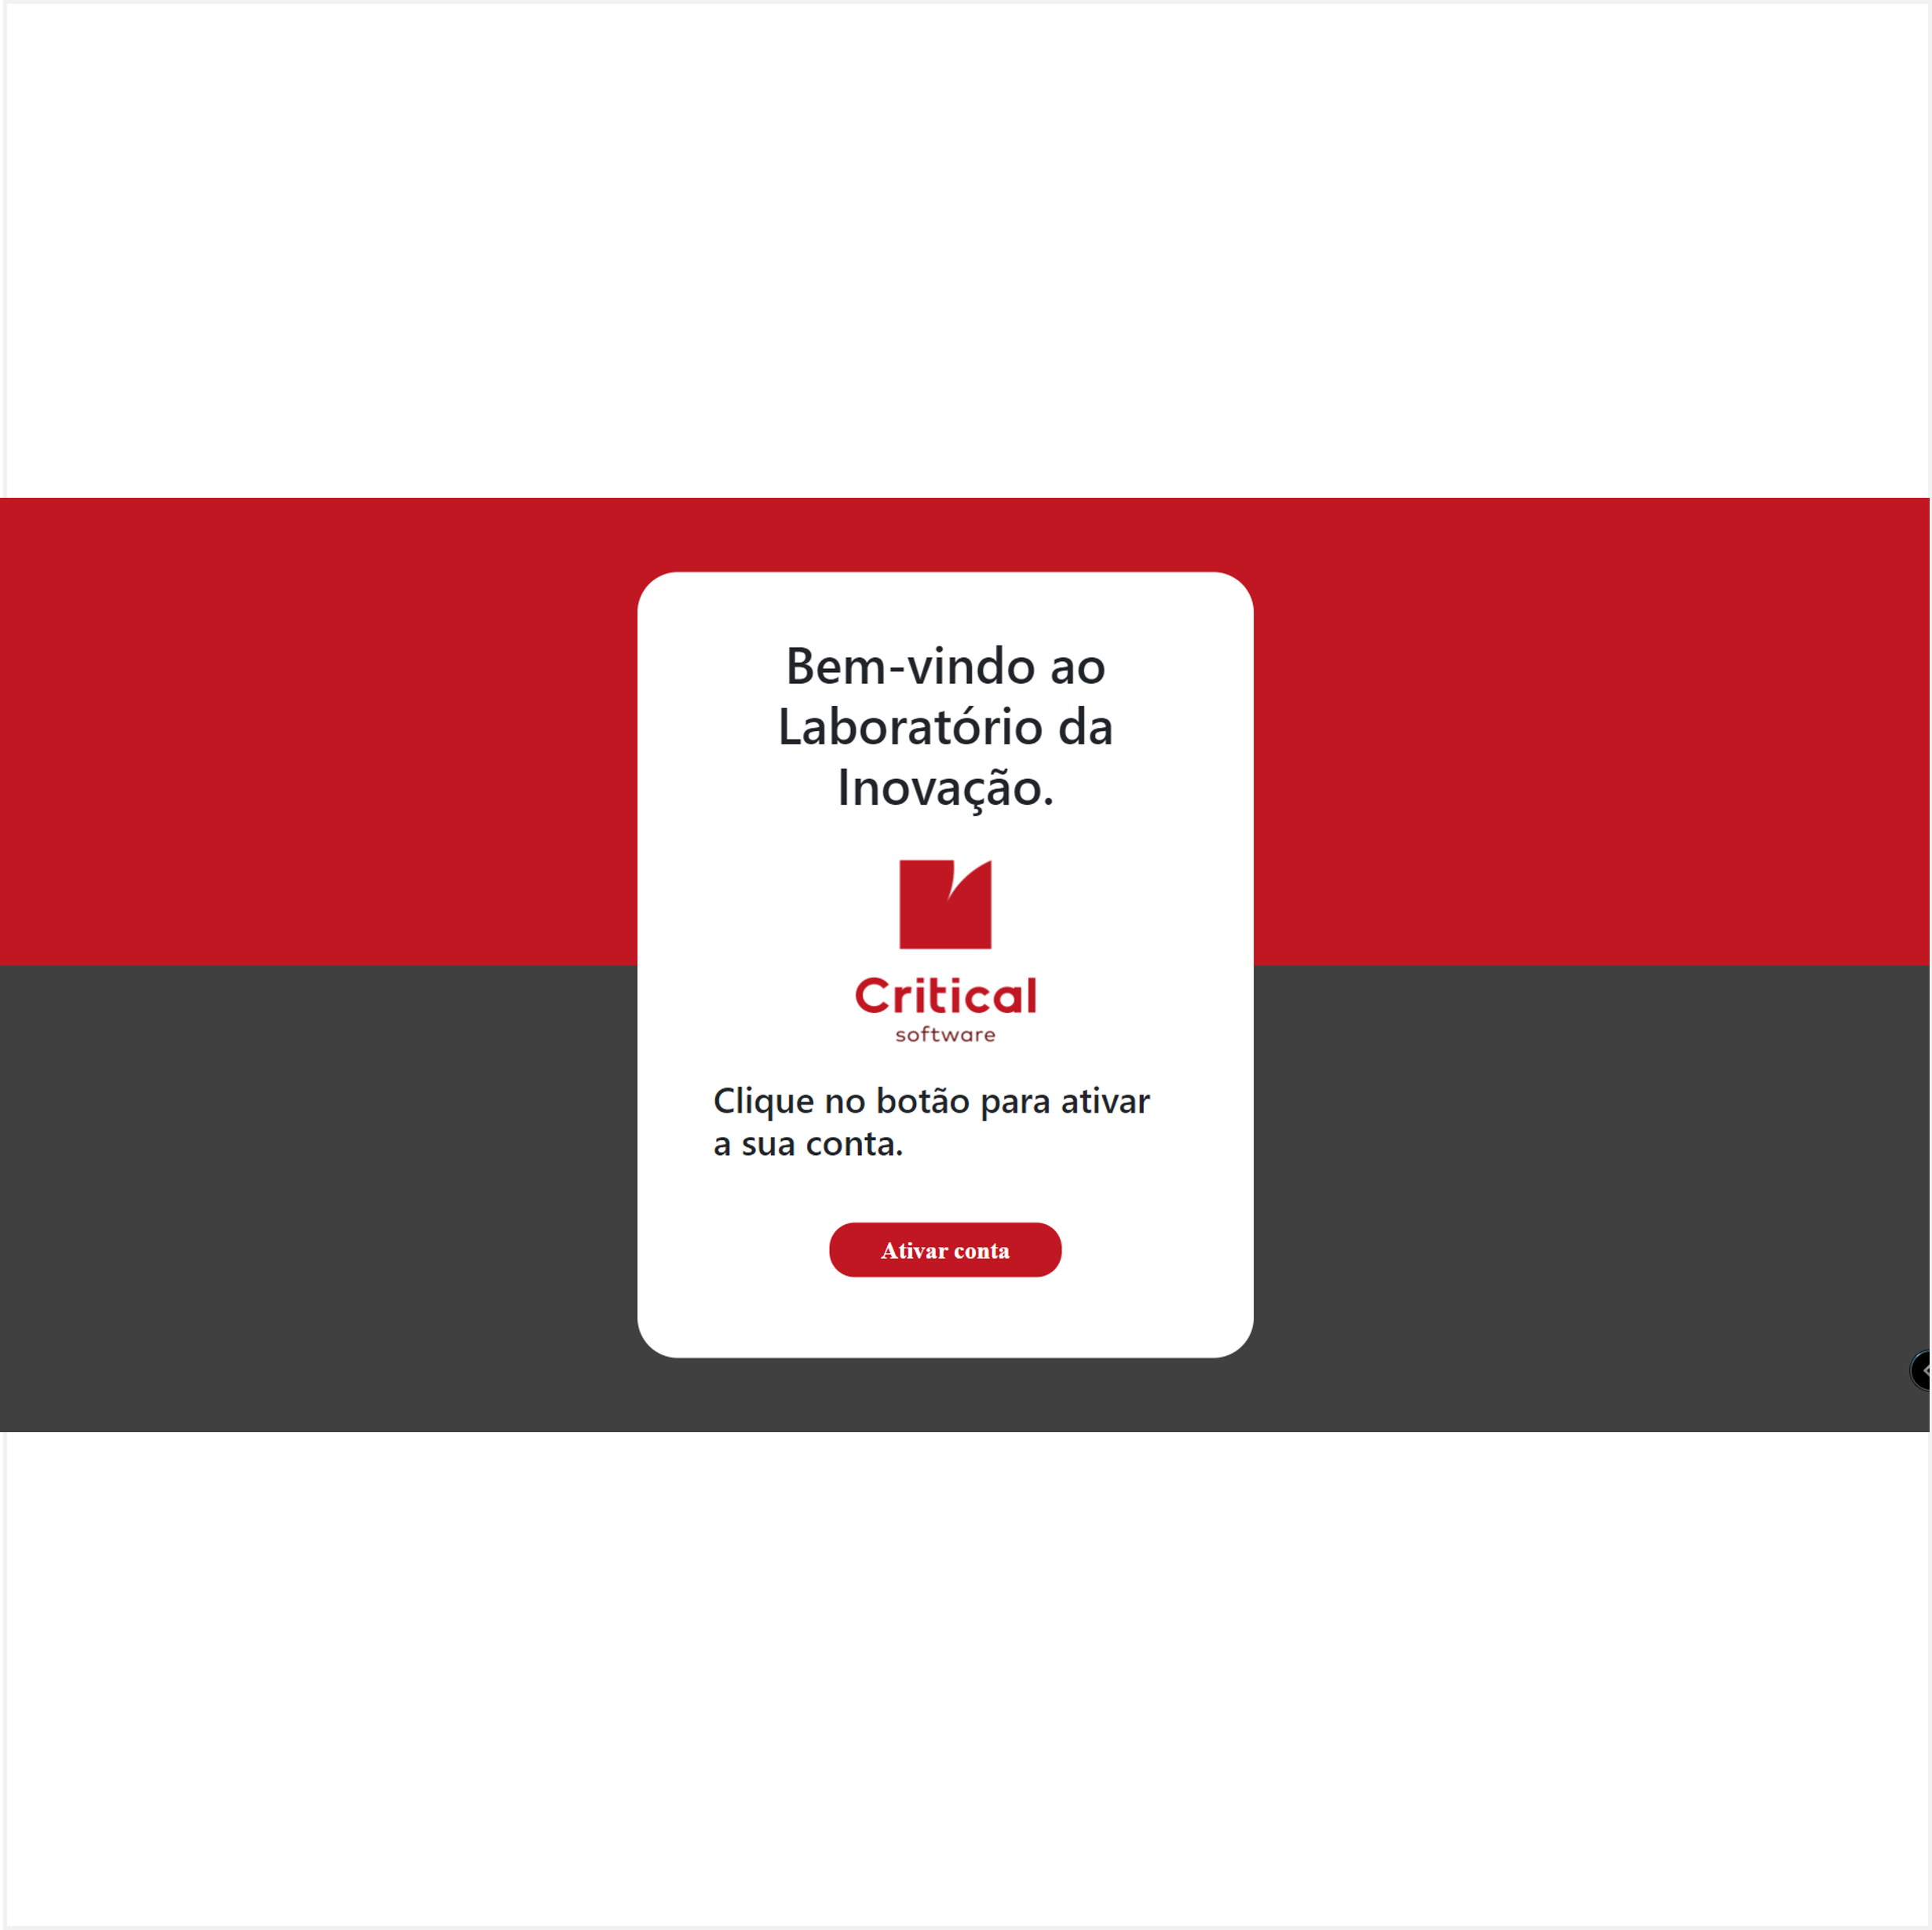 Bem-vindo ao
Laboratório da
Inovação.
Critical
software
Clique no botão para ativar
a sua conta.
Ativar conta